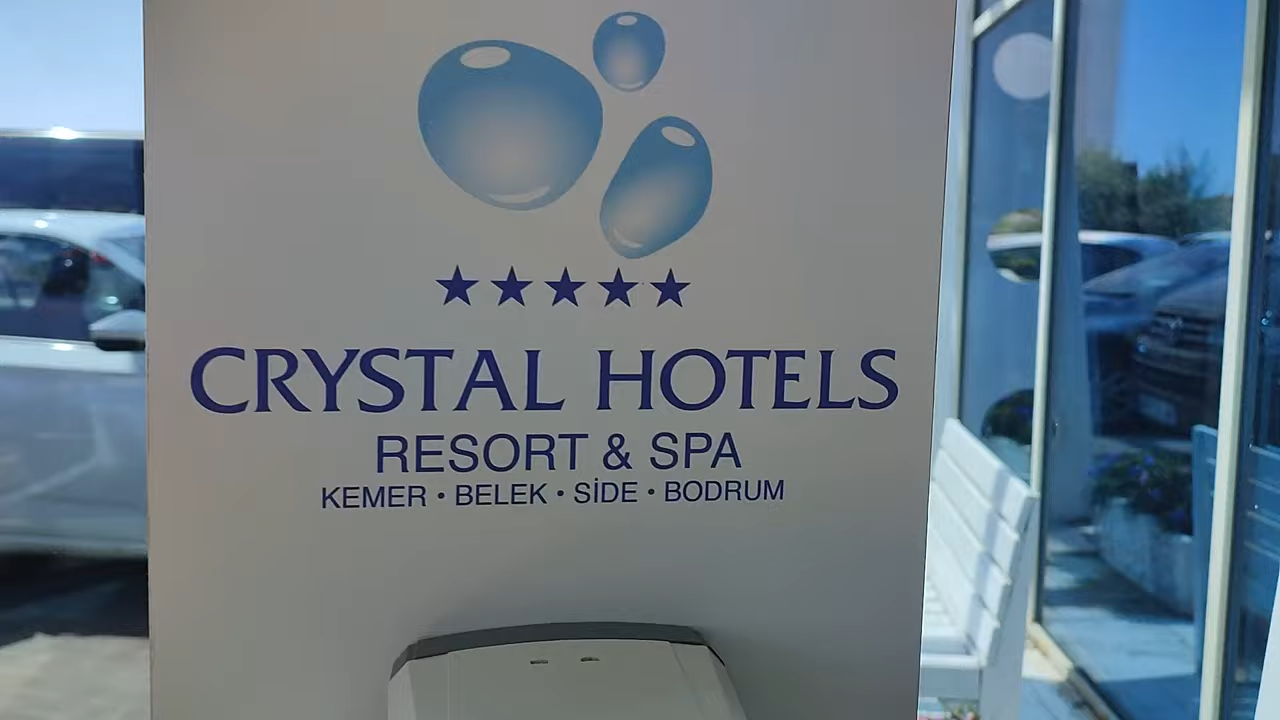 CRYSTAL HOTELS
RESORT & SPA
KEMER • BELEK • SİDE • BODRUM